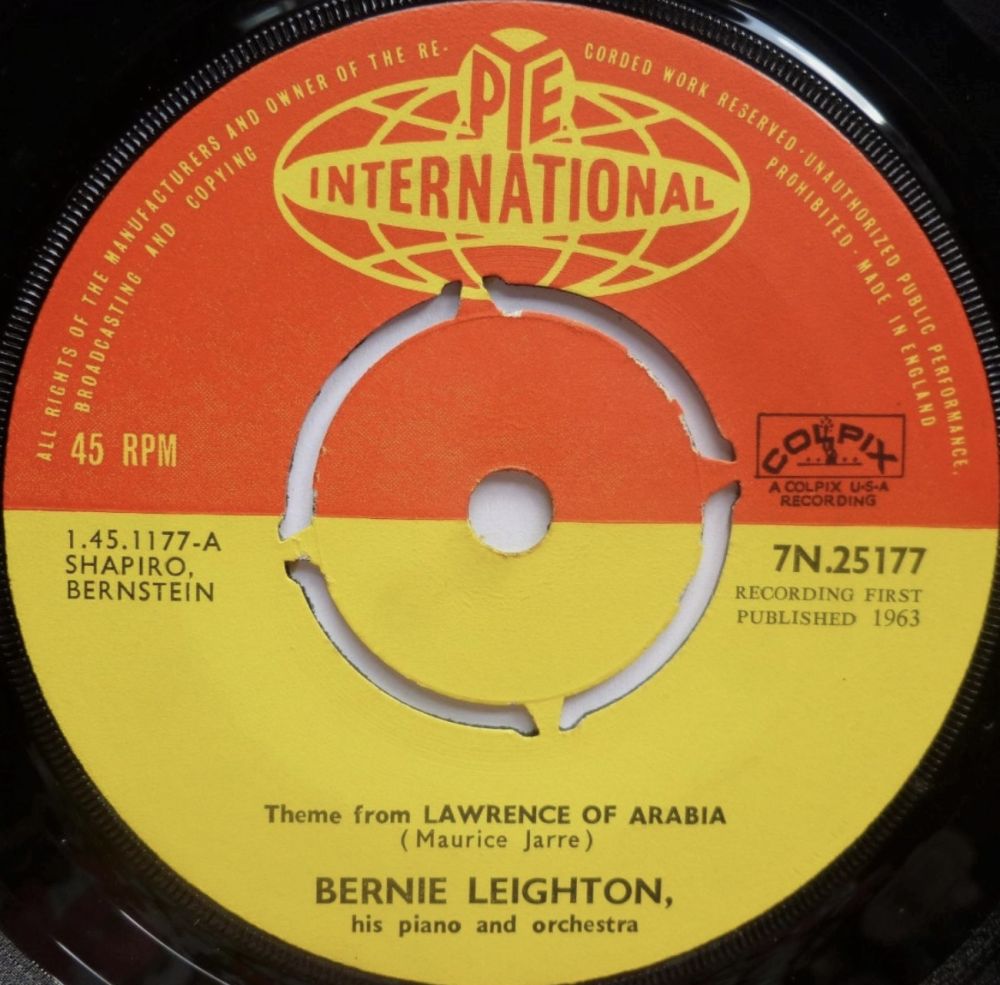 ALL RIGHTS OF THE MANUFACTURERS AND OWNER OF THE RE-
CORDED WORK RESERVED · UNAUTHORIZED PUBLIC PERFORMANCE,
BROADCASTING AND COPYING
PROHIBITED · MADE IN ENGLAND
PYE
INTERNATIONAL
45 RPM
COLPIX
A COLPIX U-S-A
RECORDING
1.45.1177-A
SHAPIRO,
BERNSTEIN
7N.25177
RECORDING FIRST
PUBLISHED 1963
Theme from LAWRENCE OF ARABIA
(Maurice Jarre)
BERNIE LEIGHTON,
his piano and orchestra